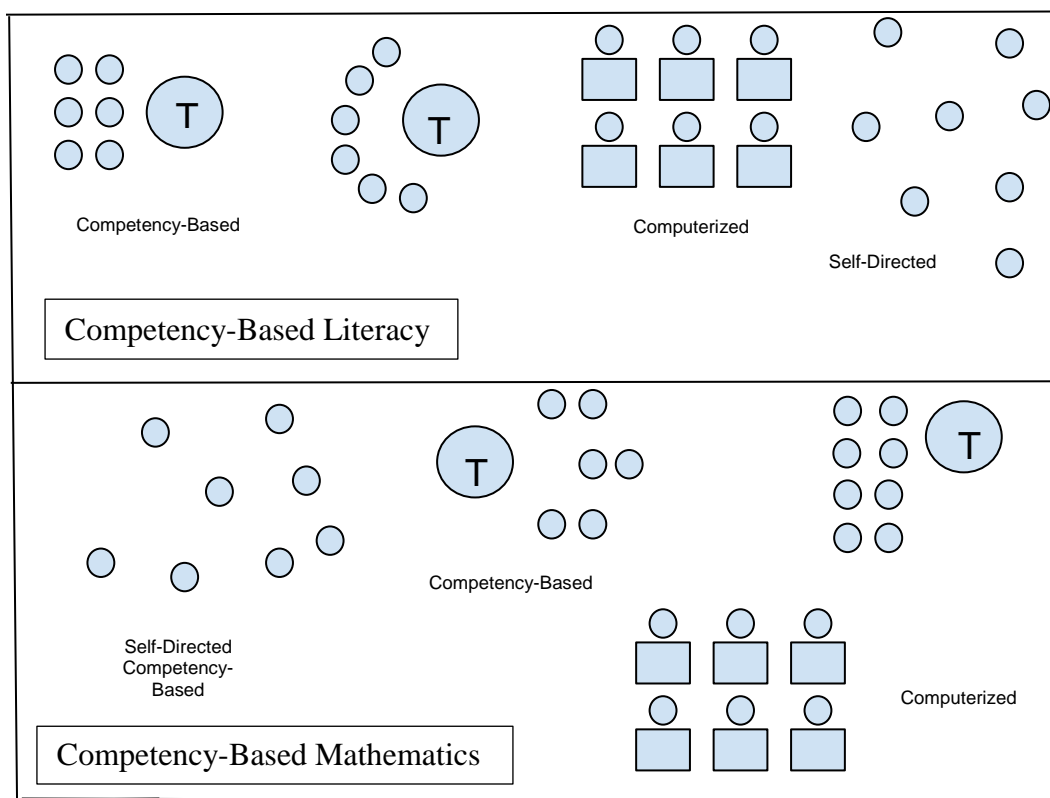 T
T
Competency-Based
Computerized
Self-Directed
Competency-Based Literacy
T
T
Competency-Based
Self-Directed
Competency-
Based
Computerized
Competency-Based Mathematics